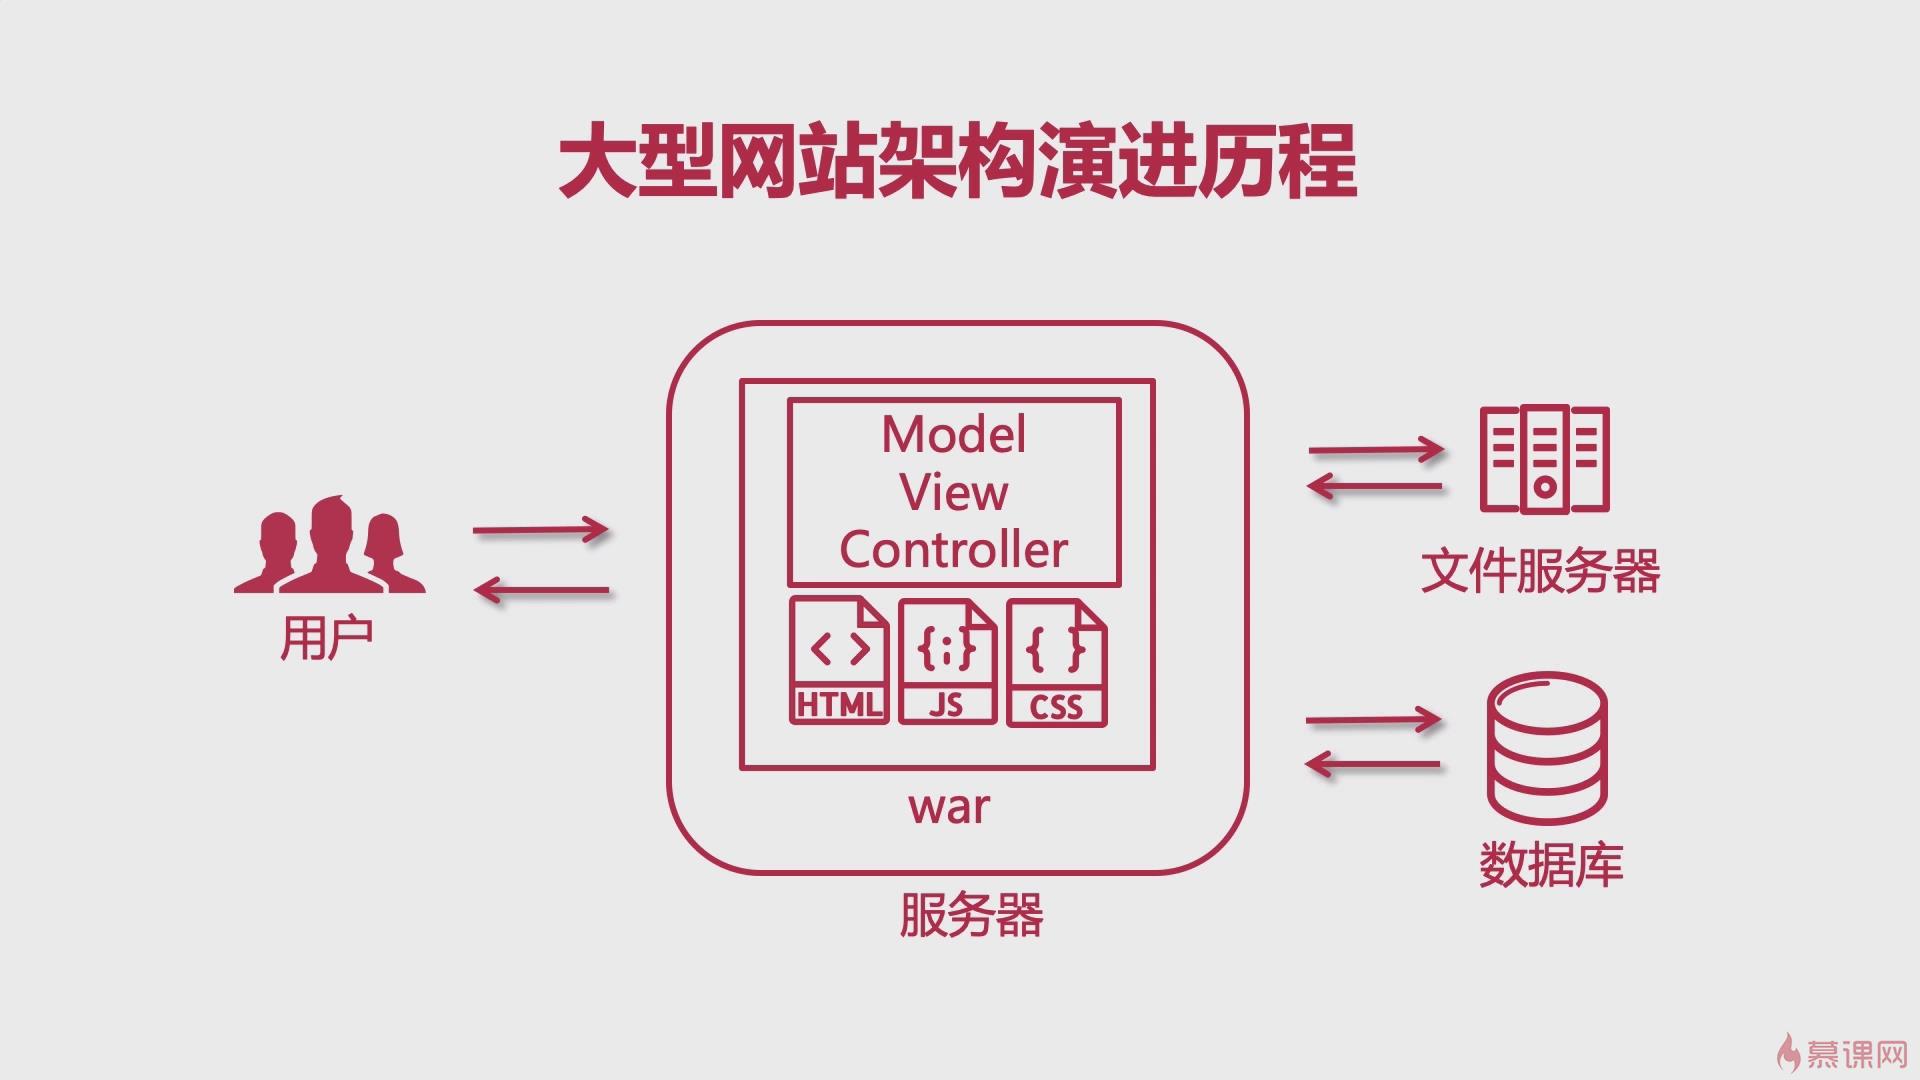 大型网站架构演进历程
用户
Model
View
Controller
HTML
JS
CSS
war
服务器
文件服务器
数据库
慕课网